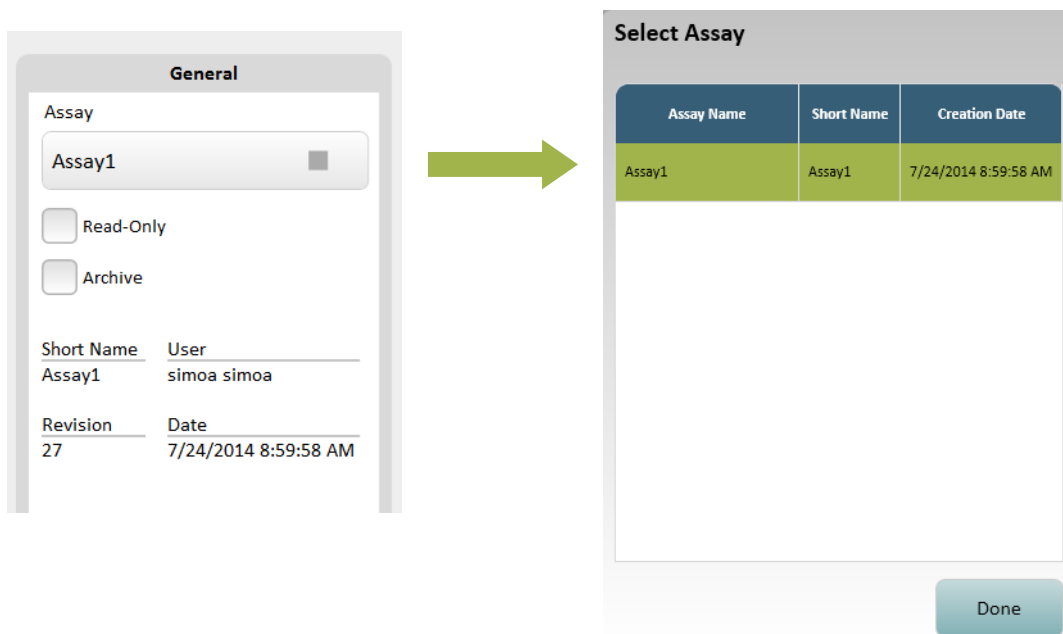 General
Assay
Assay1
Read-Only
Archive
Short Name User
Assay1 simoa simoa
Revision Date
27 7/24/2014 8:59:58 AM
Select Assay
Assay Name Short Name Creation Date
Assay1 Assay1 7/24/2014 8:59:58 AM
Done